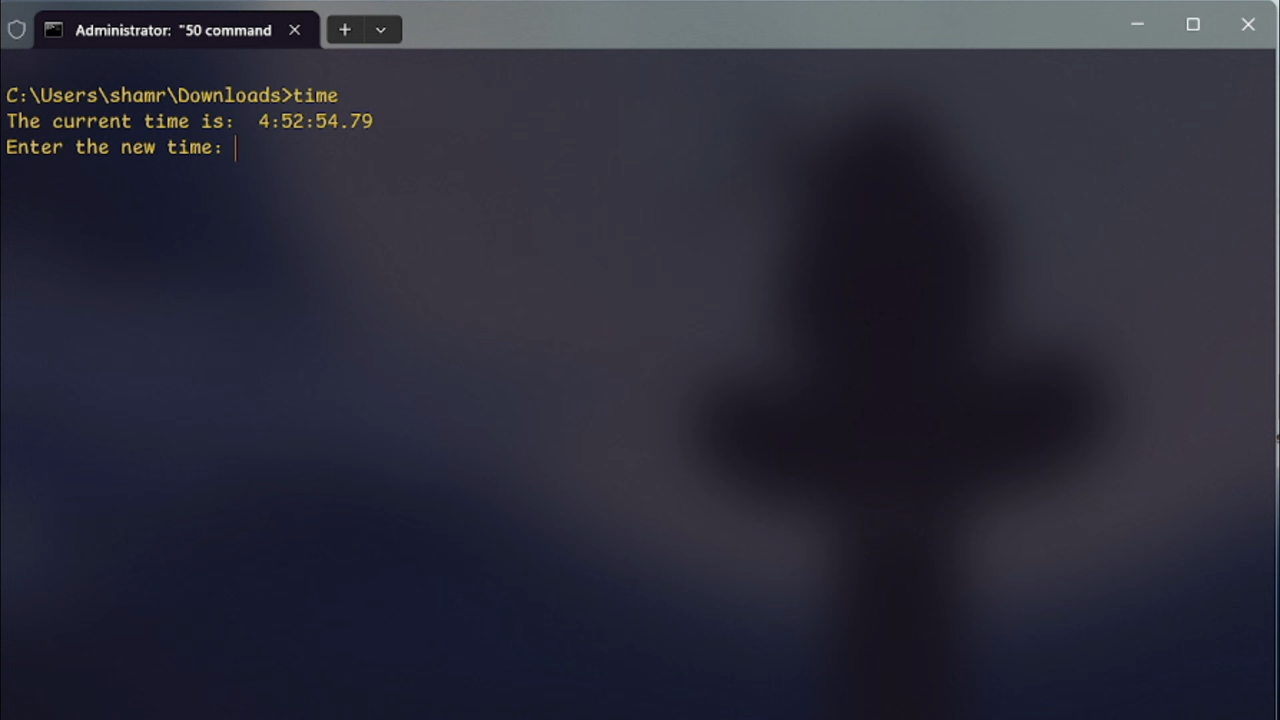 Administrator: "50 command
C:\Users\shamr\Downloads>time
The current time is:  4:52:54.79
Enter the new time: